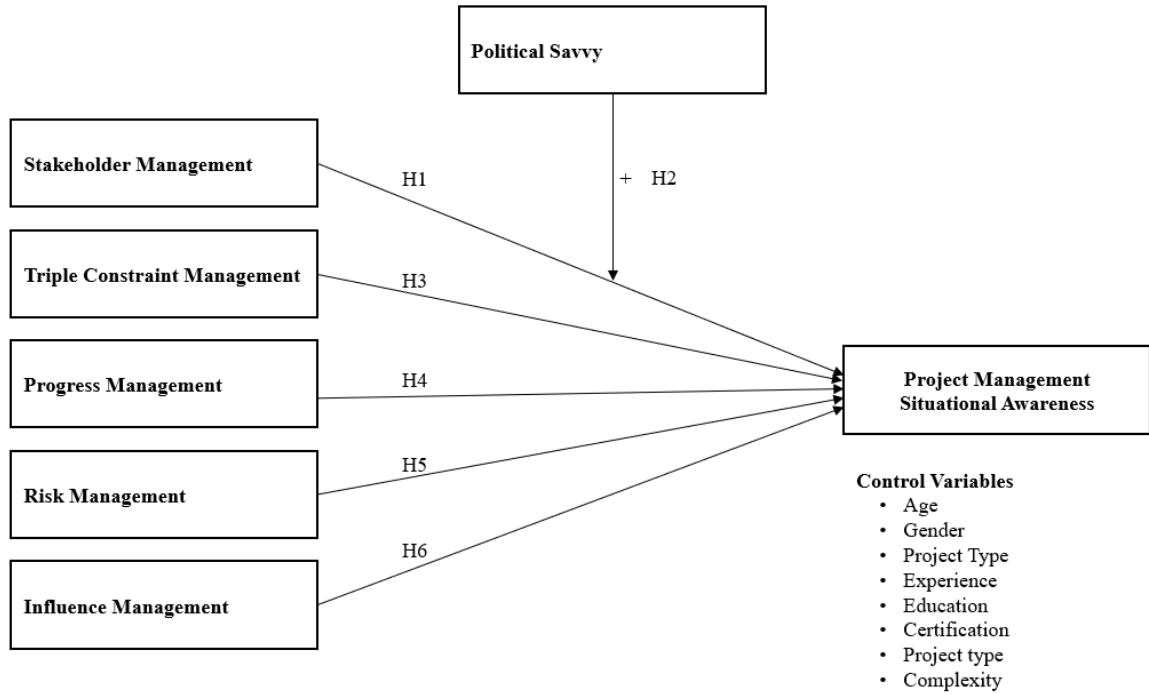 Political Savvy
Stakeholder Management
H1
+ H2
Triple Constraint Management
H3
Progress Management
H4
Project Management
Situational Awareness
Risk Management
H5
Influence Management
H6
Control Variables
• Age
• Gender
• Project Type
• Experience
• Education
• Certification
• Project type
• Complexity